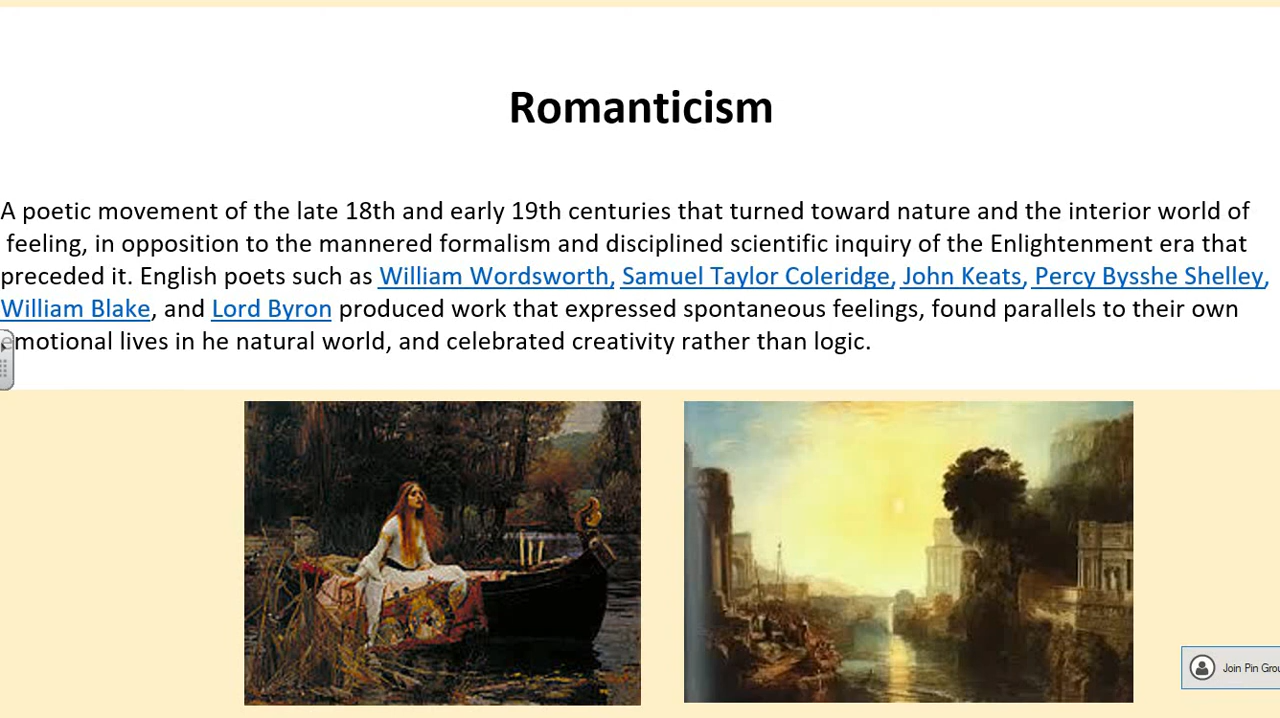 Romanticism
A poetic movement of the late 18th and early 19th centuries that turned toward nature and the interior world of
feeling, in opposition to the mannered formalism and disciplined scientific inquiry of the Enlightenment era that
preceded it. English poets such as William Wordsworth, Samuel Taylor Coleridge, John Keats, Percy Bysshe Shelley,
William Blake, and Lord Byron produced work that expressed spontaneous feelings, found parallels to their own
emotional lives in he natural world, and celebrated creativity rather than logic.
Join Pin Grou